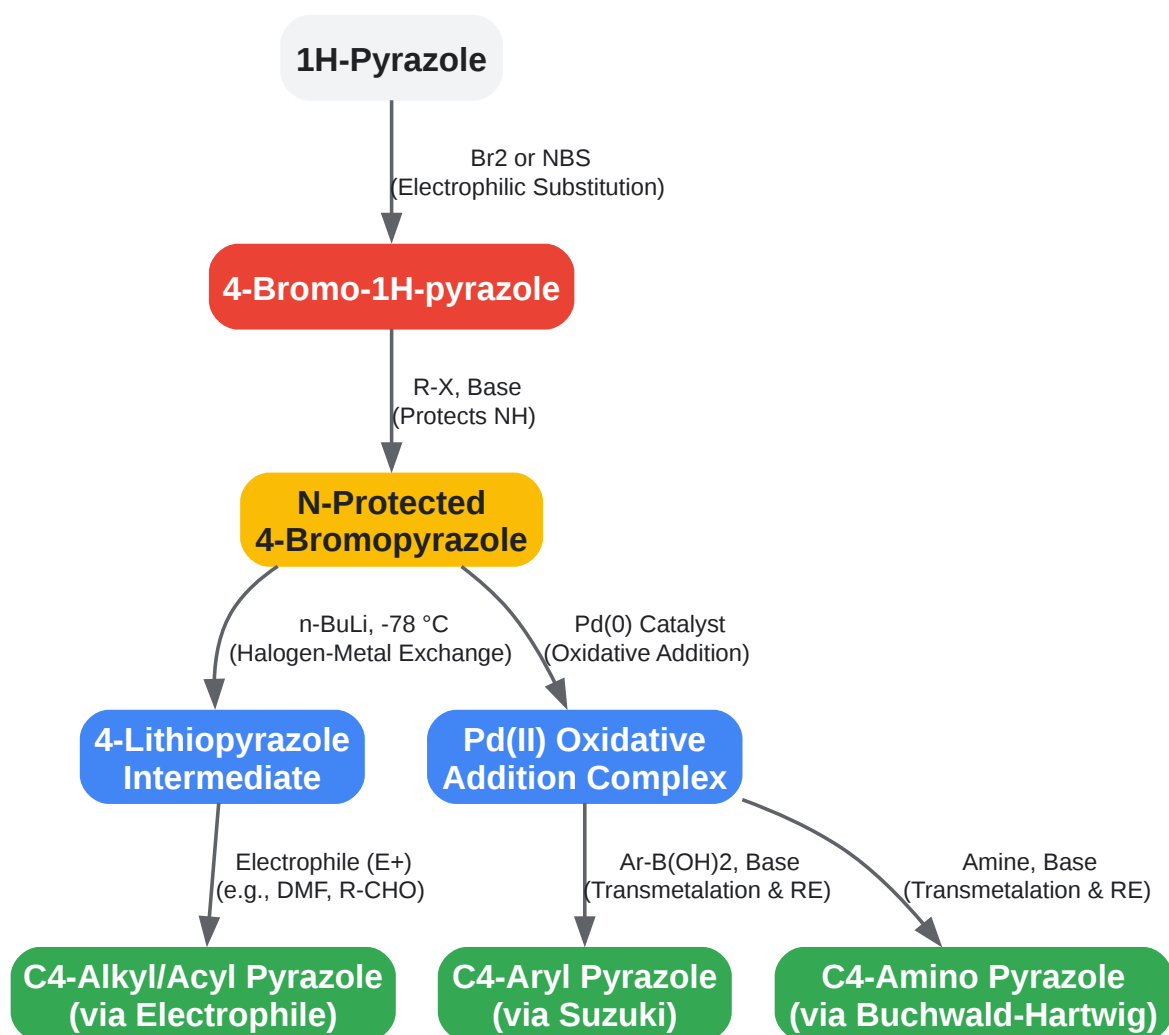 1H-Pyrazole
Br2 or NBS
(Electrophilic Substitution)
4-Bromo-1H-pyrazole
R-X, Base
(Protects NH)
N-Protected
4-Bromopyrazole
n-BuLi, -78 °C
(Halogen-Metal Exchange)
Pd(0) Catalyst
(Oxidative Addition)
4-Lithiopyrazole
Intermediate
Pd(II) Oxidative
Addition Complex
Electrophile (E+)
(e.g., DMF, R-CHO)
Ar-B(OH)2, Base
(Transmetalation & RE)
Amine, Base
(Transmetalation & RE)
C4-Alkyl/Acyl Pyrazole
(via Electrophile)
C4-Aryl Pyrazole
(via Suzuki)
C4-Amino Pyrazole
(via Buchwald-Hartwig)